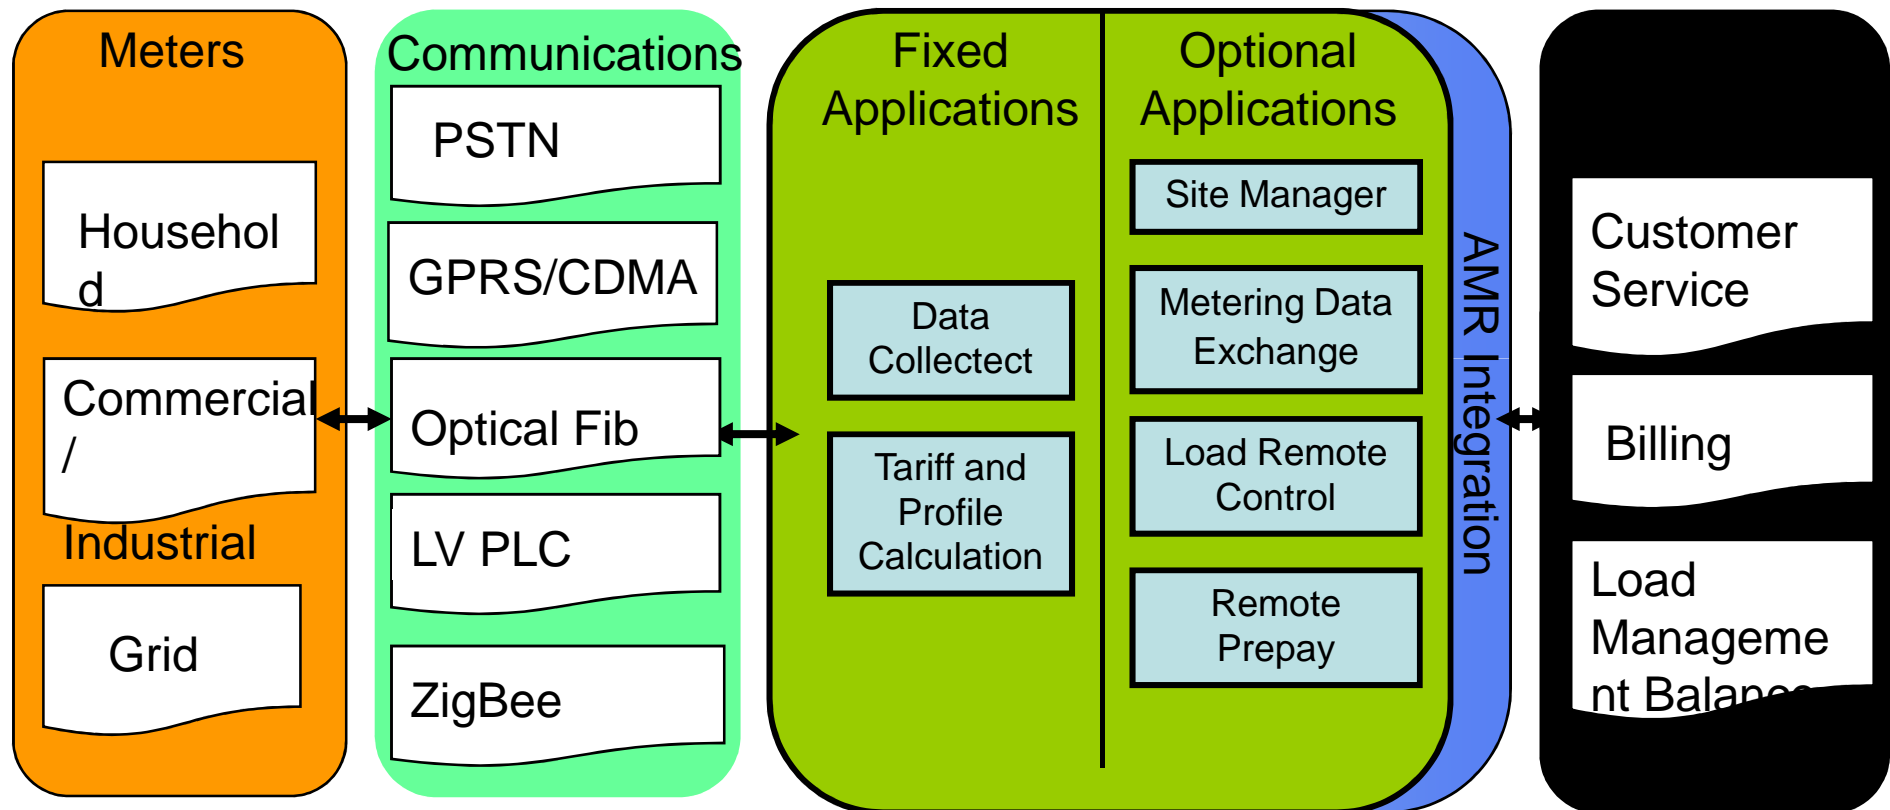 Meters
Househol
d
Commercial
/
Industrial
Grid
Communications
PSTN
GPRS/CDMA
Optical Fib
LV PLC
ZigBee
Fixed
Applications
Data
Collectect
Tariff and
Profile
Calculation
Optional
Applications
Site Manager
Metering Data
Exchange
Load Remote
Control
Remote
Prepay
AMR Integration
Customer
Service
Billing
Load
Manageme
nt Balance